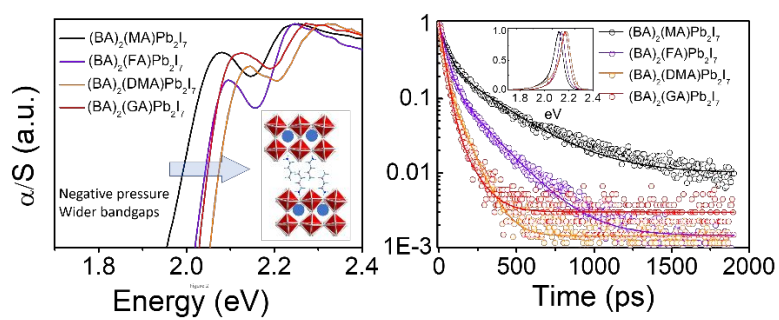 (BA)₂(MA)Pb₂I₇
(BA)₂(FA)Pb₂I₇
(BA)₂(DMA)Pb₂I₇
(BA)₂(GA)Pb₂I₇
α/S (a.u.)
Negative pressure
Wider bandgaps
1.8 2.0 2.2 2.4
Figure 2
Energy (eV)
1
0.1
0.01
1E-3
1.0
0.5
0.0
1.8 2.0 2.2 2.4
eV
(BA)₂(MA)Pb₂I₇
(BA)₂(FA)Pb₂I₇
(BA)₂(DMA)Pb₂I₇
(BA)₂(GA)Pb₂I₇
0 500 1000 1500 2000
Time (ps)